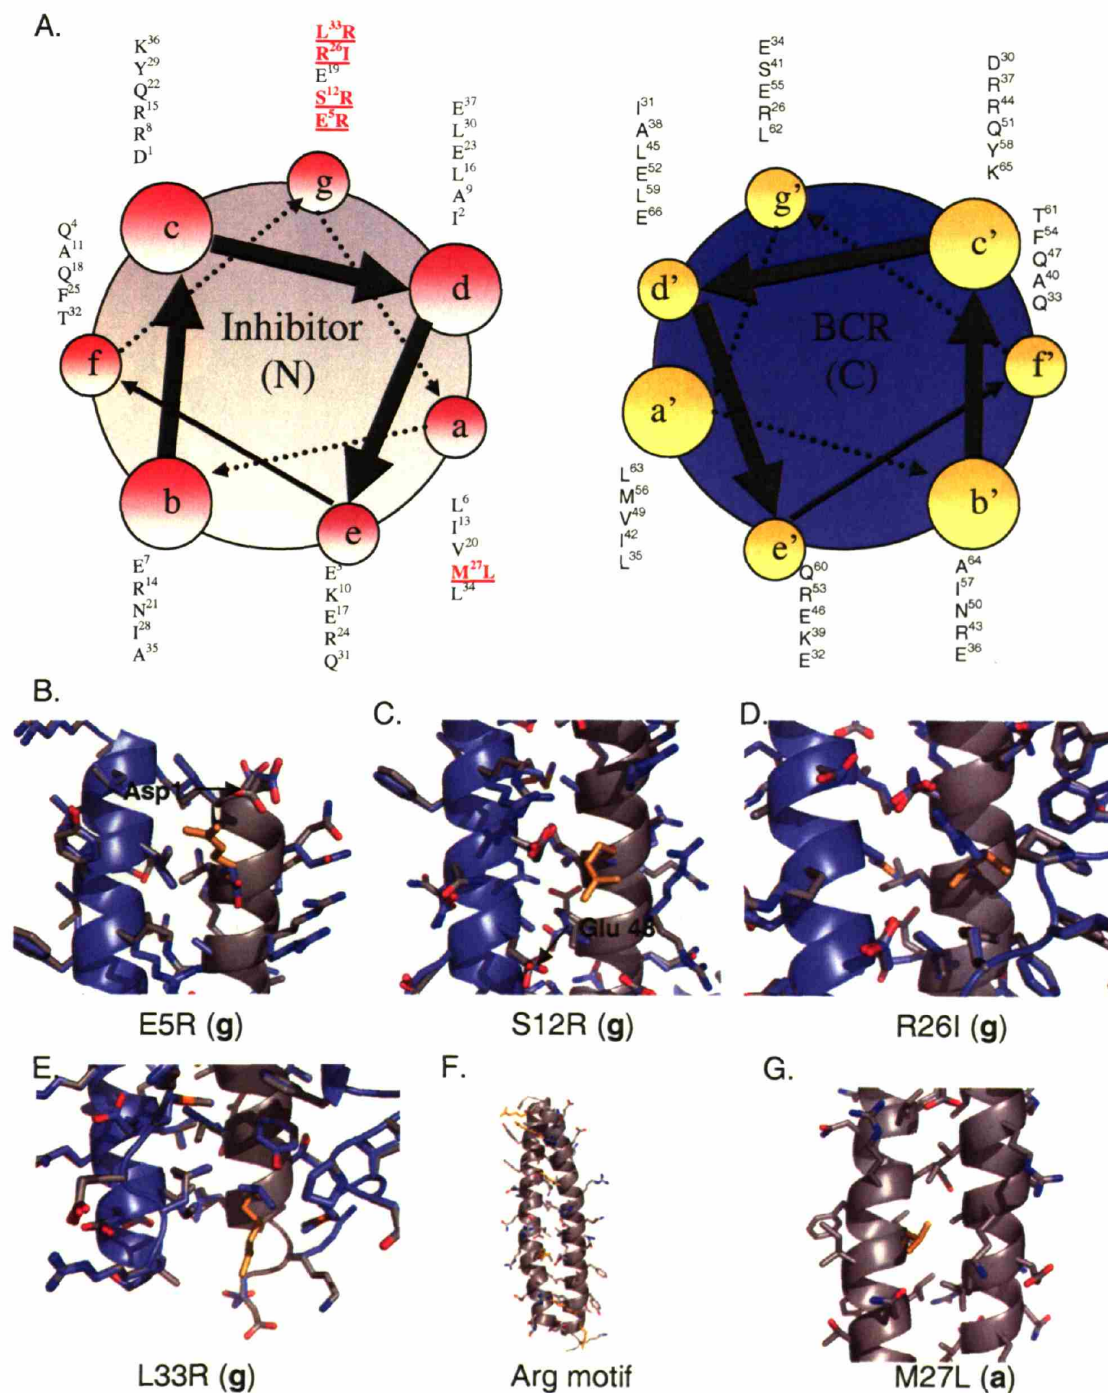 A.
K³⁶
Y²⁹
Q²²
R¹⁵
R⁸
D¹
L³³R
R²⁶I
E¹⁹
S¹²R
E⁵R
E³⁷
L³⁰
E²³
L¹⁶
A⁹
I²
Q⁴
A¹¹
Q¹⁸
F²⁵
T³²
g
c
d
f
a
b
e
Inhibitor
(N)
E⁷
R¹⁴
N²¹
I²⁸
A³⁵
E³
K¹⁰
E¹⁷
R²⁴
Q³¹
L⁶
I¹³
V²⁰
M²⁷L
L³⁴
I³¹
A³⁸
L⁴⁵
E⁵²
L⁵⁹
E⁶⁶
E³⁴
S⁴¹
E⁵⁵
R²⁶
L⁶²
D³⁰
R³⁷
R⁴⁴
Q⁵¹
Y⁵⁸
K⁶⁵
T⁶¹
F⁵⁴
Q⁴⁷
A⁴⁰
Q³³
g'
c'
d'
f'
a'
b'
e'
BCR
(C)
L⁶³
M⁵⁶
V⁴⁹
I⁴²
L³⁵
Q⁶⁰
R⁵³
E⁴⁶
K³⁹
E³²
A⁶⁴
I⁵⁷
N⁵⁰
R⁴³
E³⁶
B.
Asp1
E5R (g)
C.
Glu 48
S12R (g)
D.
R26I (g)
E.
L33R (g)
F.
Arg motif
G.
M27L (a)